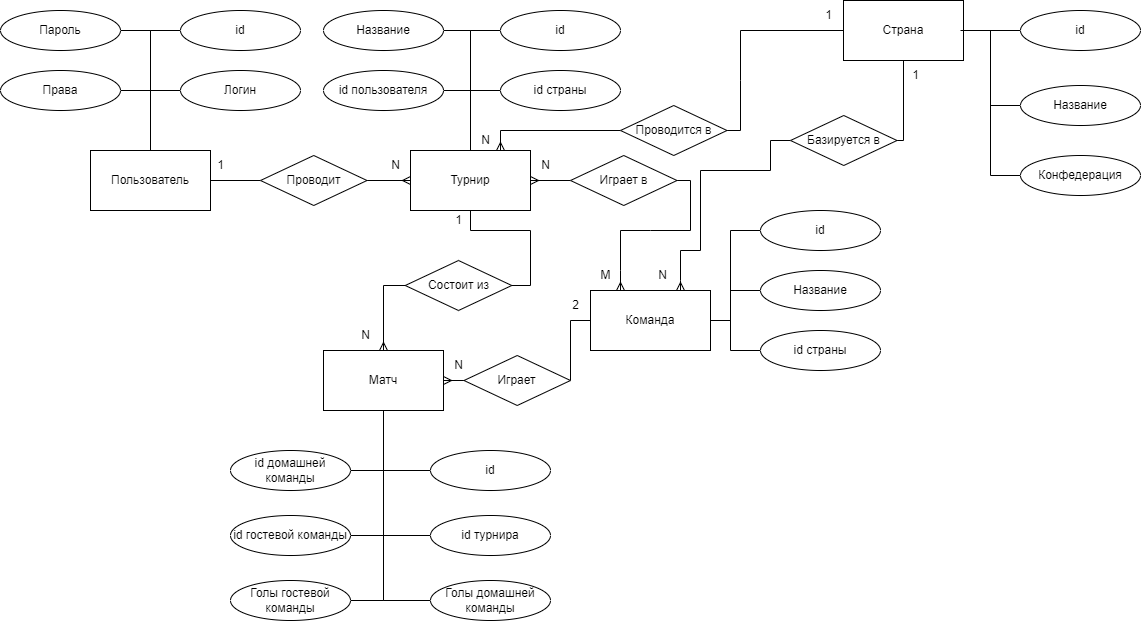 1
Пароль
id
Название
id
Страна
id
1
Права
Логин
id пользователя
id страны
Название
Проводится в
Базируется в
N
1
N
N
Пользователь
Проводит
Турнир
Играет в
Конфедерация
1
id
M
N
Состоит из
Название
2
Команда
N
id страны
N
Матч
Играет
id домашней
команды
id
id гостевой команды
id турнира
Голы гостевой
команды
Голы домашней
команды